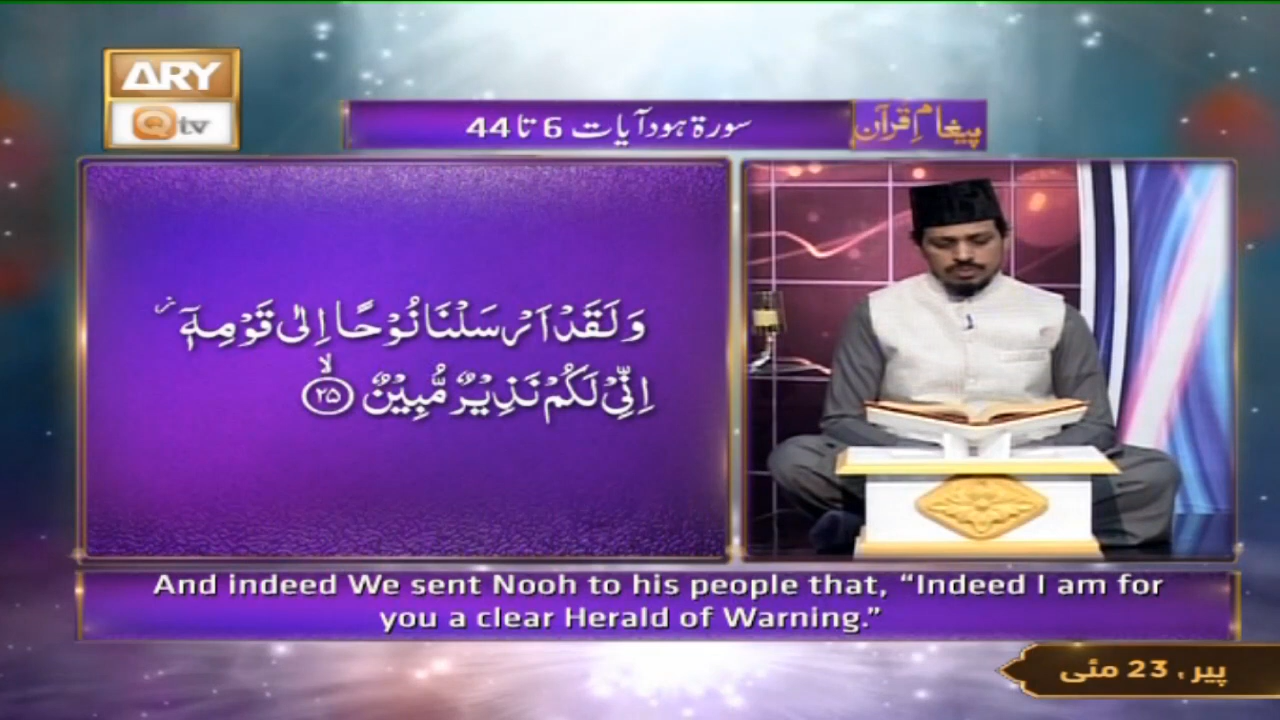 ARY
Qtv
پیغامِ قرآن
سورۃ ہود آیات 6 تا 44
وَلَقَدْ اَرْسَلْنَا نُوْحًا اِلٰی قَوْمِهٖۤ ز
اِنِّیْ لَکُمْ نَذِیْرٌ مُّبِیْنٌ ۙ﴿۲۵﴾
And indeed We sent Nooh to his people that, “Indeed I am for
you a clear Herald of Warning.”
پیر، 23 مئی